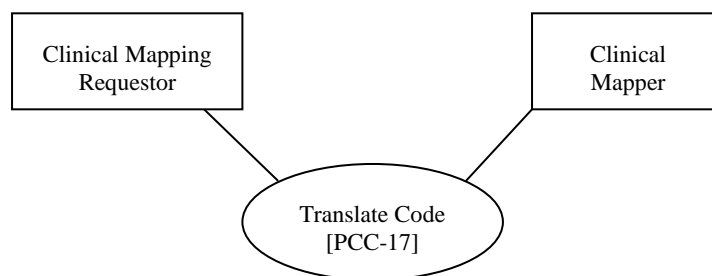 Clinical Mapping
Requestor
Clinical
Mapper
Translate Code
[PCC-17]